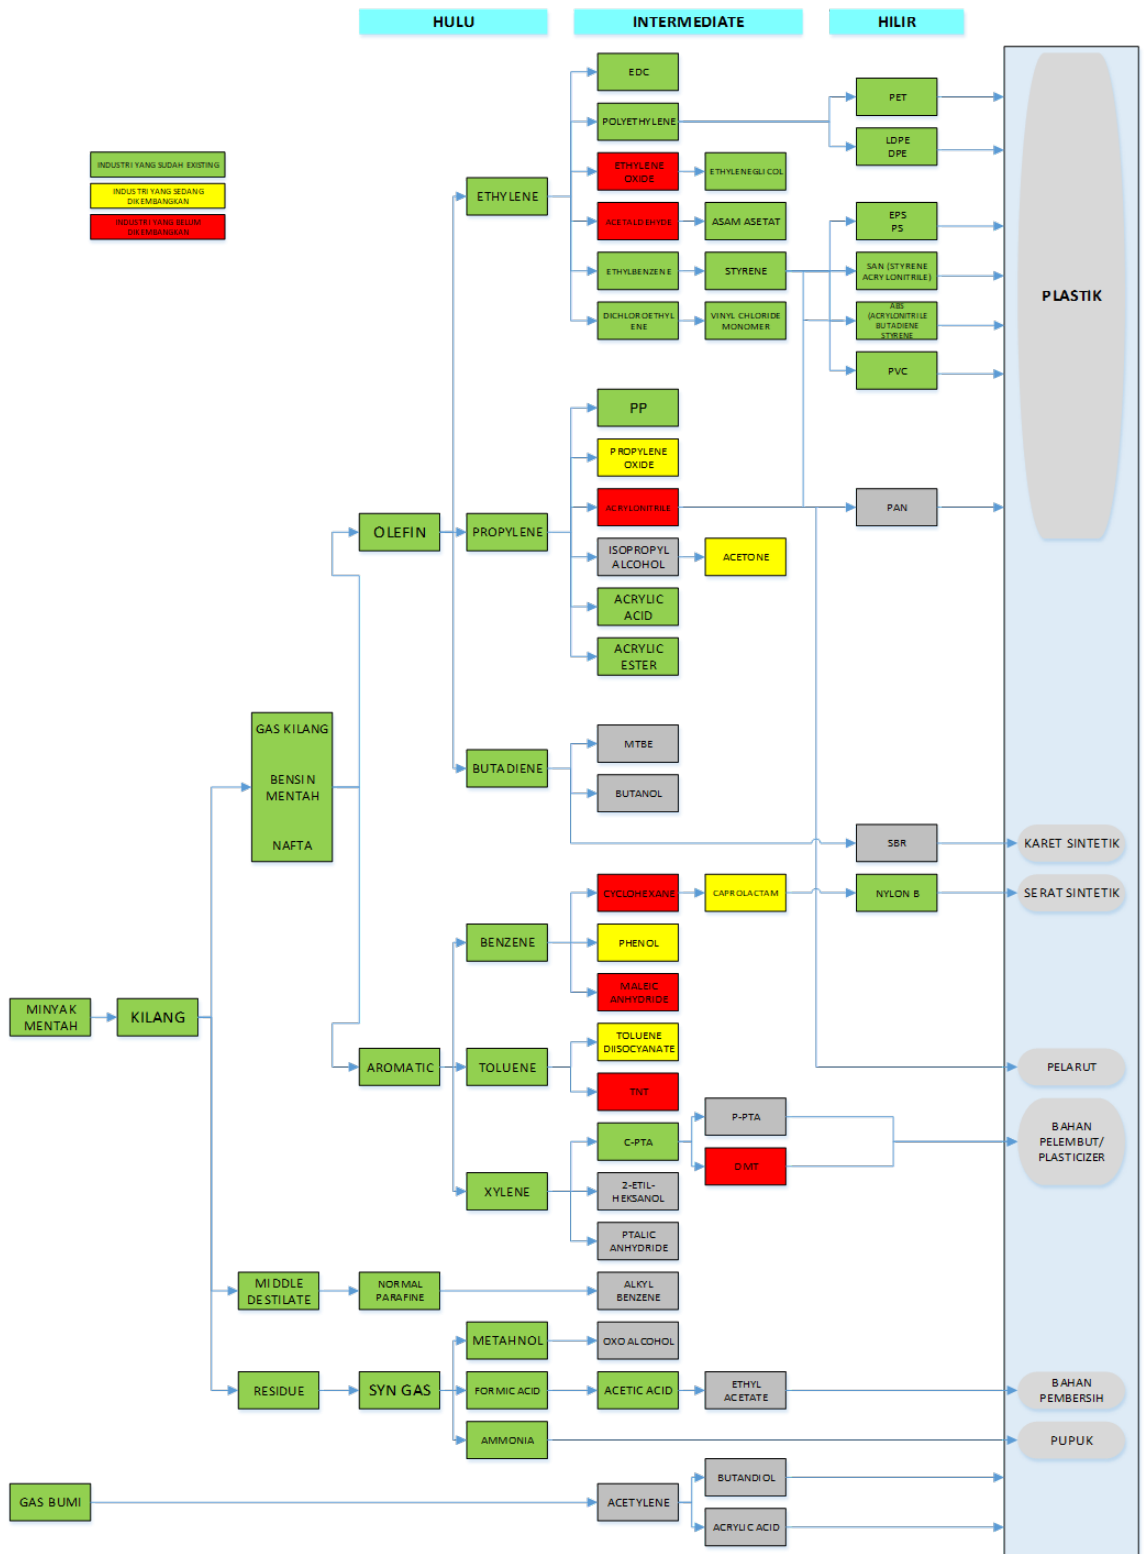 HULU
INTERMEDIATE
HILIR
INDUSTRI YANG SUDAH EXISTING
INDUSTRI YANG SEDANG
DIKEMBANGKAN
INDUSTRI YANG BELUM
DIKEMBANGKAN
EDC
POLYETHYLENE
ETHYLENE
OXIDE
ETHYLENEGLICOL
ETHYLENE
ACETALDEHYDE
ASAM ASETAT
ETHYLBENZENE
STYRENE
DICHLOROETHYL
ENE
VINYL CHLORIDE
MONOMER
PET
LDPE
DPE
EPS
PS
SAN (STYRENE
ACRYLONITRILE)
ABS
(ACRYLONITRILE
BUTADIENE
STYRENE
PVC
PLASTIK
PP
PROPYLENE
OXIDE
ACRYLONITRILE
PAN
OLEFIN
PROPYLENE
ISOPROPYL
ALCOHOL
ACETONE
ACRYLIC
ACID
ACRYLIC
ESTER
GAS KILANG
BENSIN
MENTAH
NAFTA
BUTADIENE
MTBE
BUTANOL
SBR
KARET SINTETIK
CYCLOHEXANE
CAPROLACTAM
NYLON B
SERAT SINTETIK
BENZENE
PHENOL
MALEIC
ANHYDRIDE
MINYAK
MENTAH
KILANG
AROMATIC
TOLUENE
TOLUENE
DIISOCYANATE
TNT
PELARUT
XYLENE
C-PTA
P-PTA
DMT
BAHAN
PELEMBUT/
PLASTICIZER
2-ETIL-
HEKSANOL
PTALIC
ANHYDRIDE
MIDDLE
DESTILATE
NORMAL
PARAFINE
ALKYL
BENZENE
METAHNOL
OXO ALCOHOL
RESIDUE
SYN GAS
FORMIC ACID
ACETIC ACID
ETHYL
ACETATE
BAHAN
PEMBERSIH
AMMONIA
PUPUK
GAS BUMI
ACETYLENE
BUTANDIOL
ACRYLIC ACID